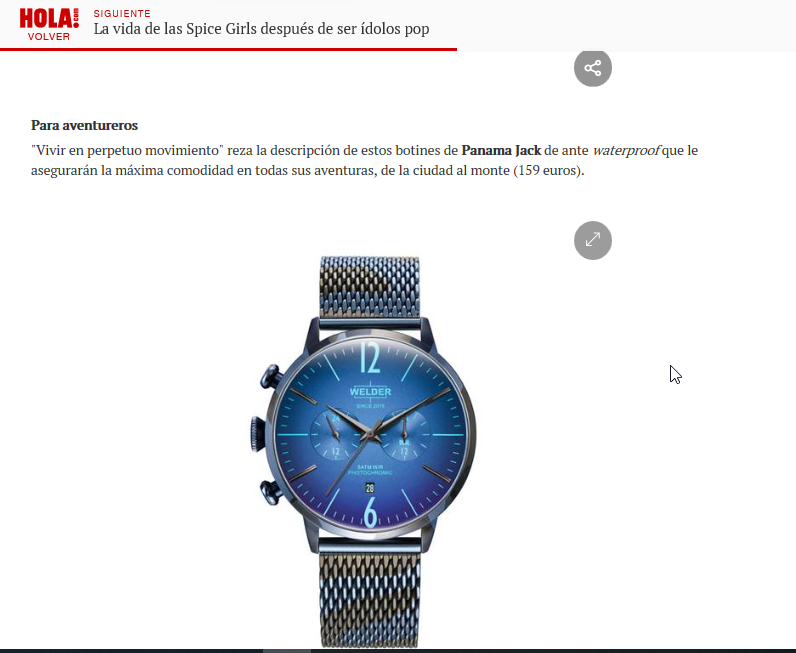 HOLA!.com
VOLVER
SIGUIENTE
La vida de las Spice Girls después de ser ídolos pop
Para aventureros
"Vivir en perpetuo movimiento" reza la descripción de estos botines de Panama Jack de ante waterproof que le
asegurarán la máxima comodidad en todas sus aventuras, de la ciudad al monte (159 euros).
12
WELDER
12
12
5ATM W/R
PHOTOCHROMIC
28
6